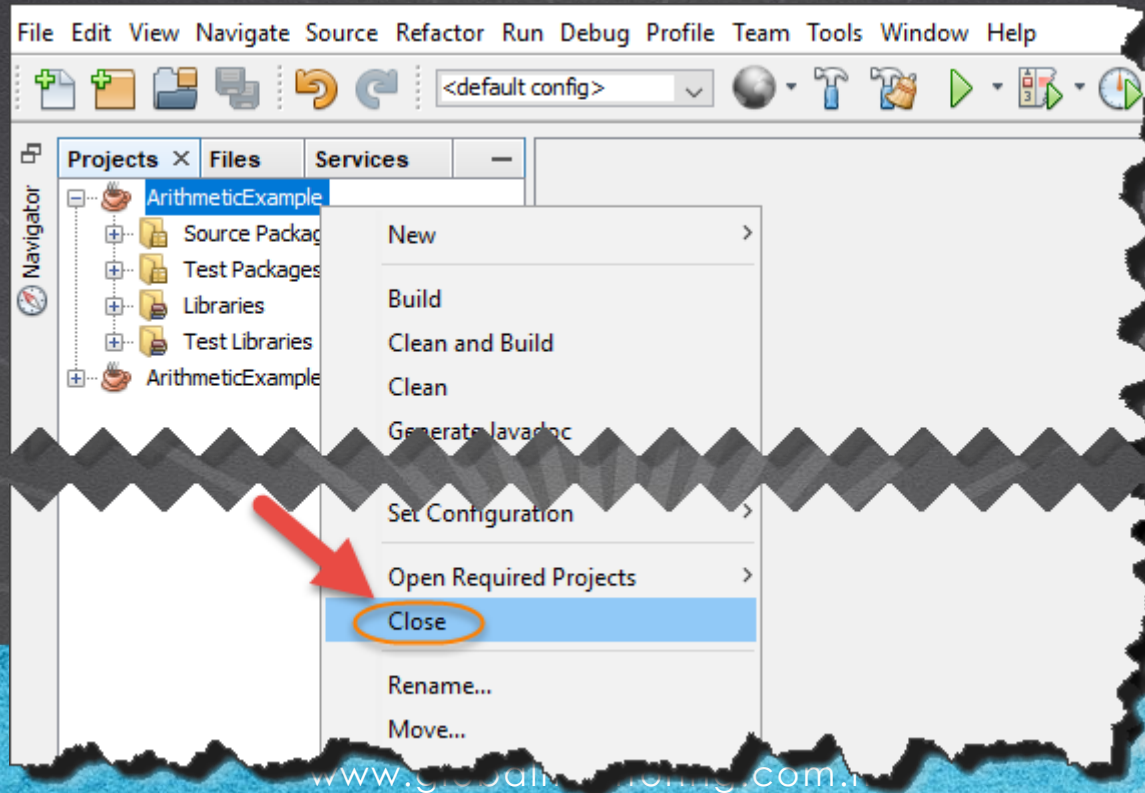 File Edit View Navigate Source Refactor Run Debug Profile Team Tools Window Help
<default config>
Projects Files Services
Navigator
ArithmeticExample
Source Packag
Test Packages
Libraries
Test Libraries
ArithmeticExample
New
Build
Clean and Build
Clean
Generate Javadoc
Set Configuration
Open Required Projects
Close
Rename...
Move...